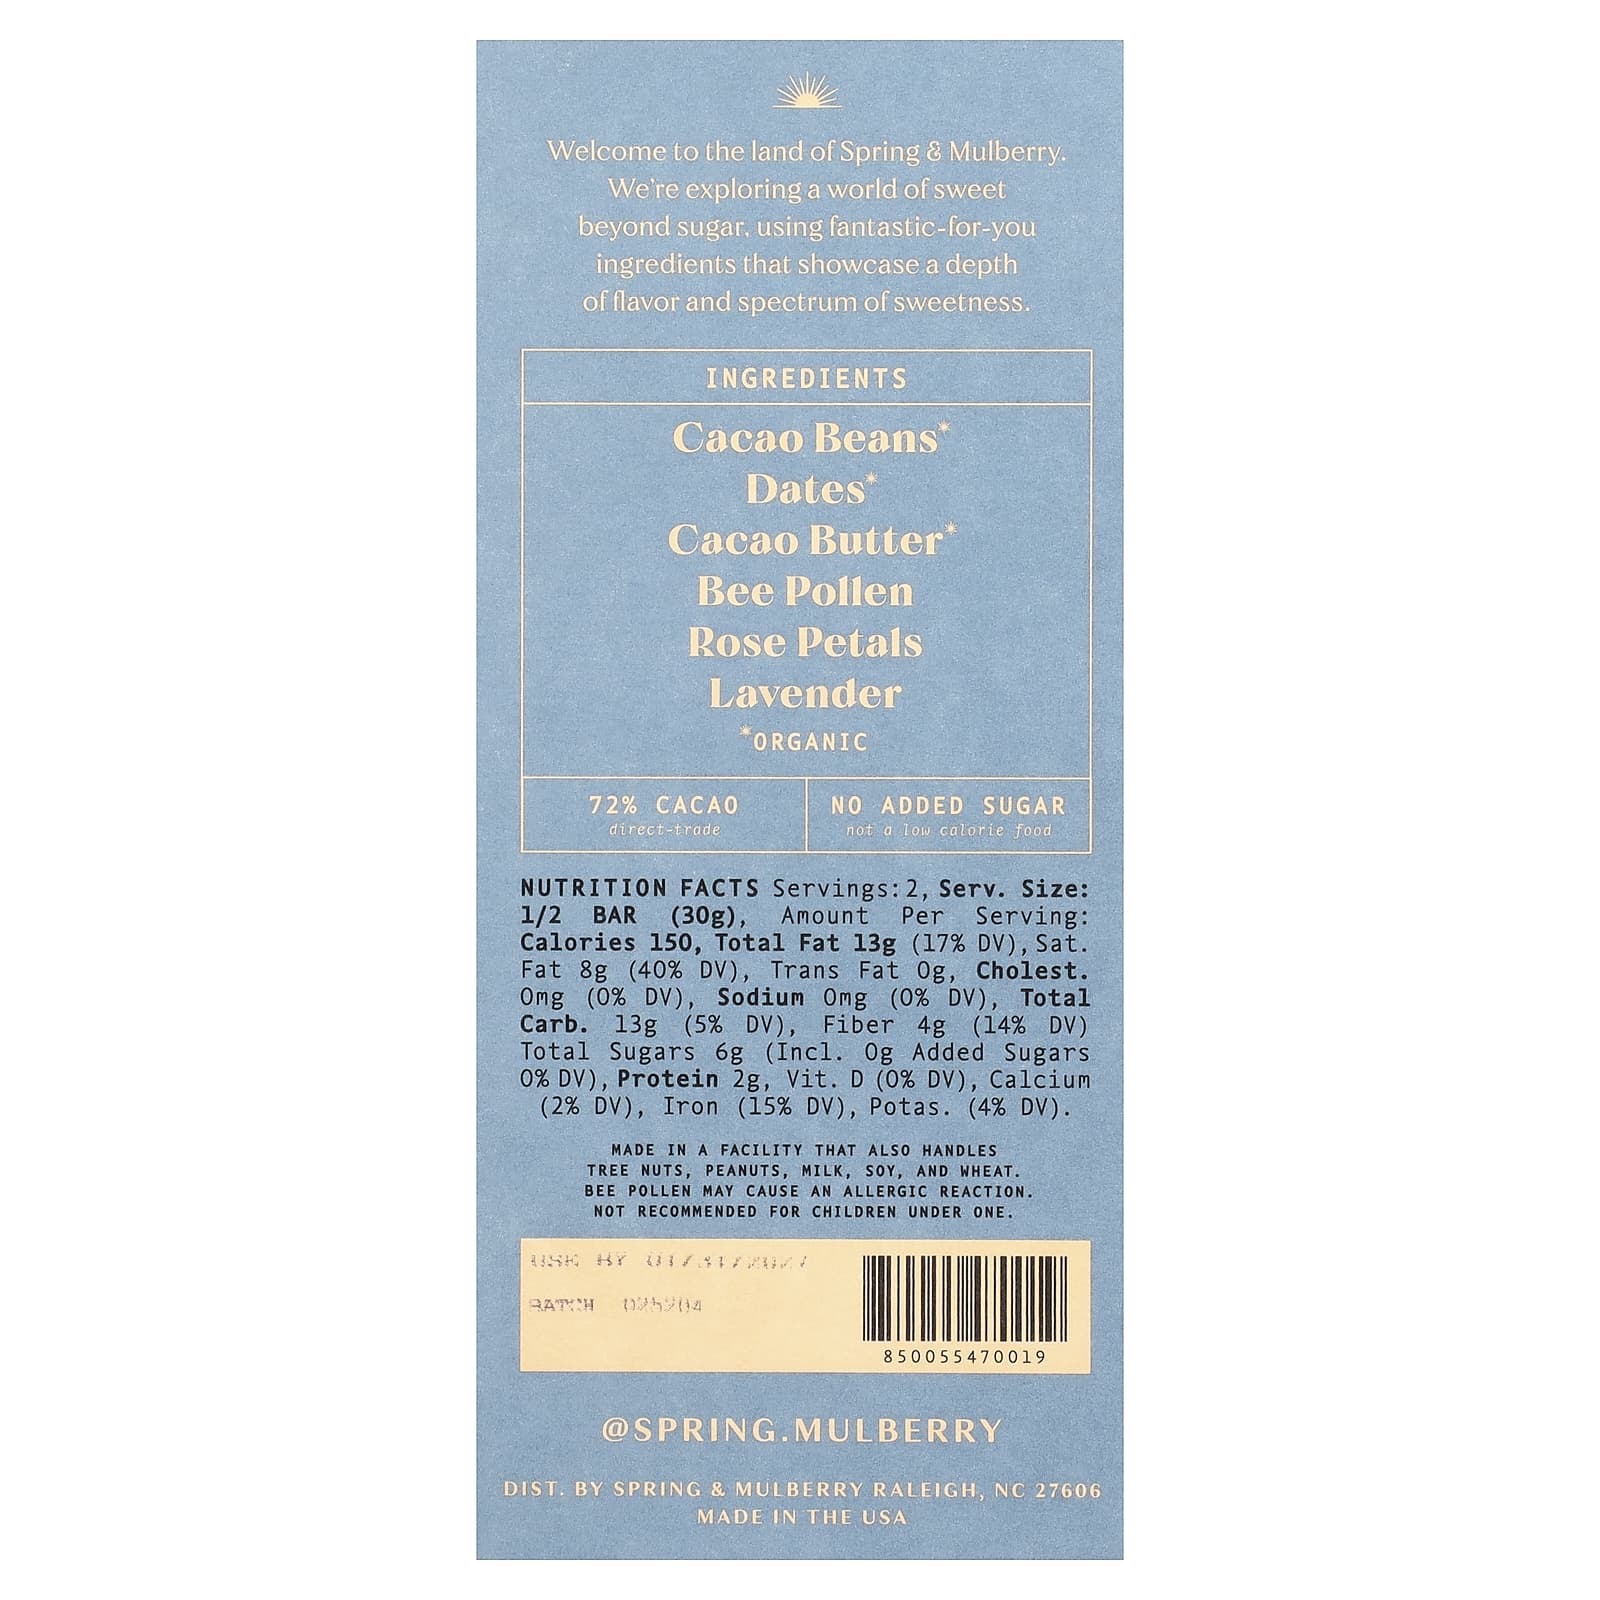 Welcome to the land of Spring & Mulberry.
We're exploring a world of sweet
beyond sugar, using fantastic-for-you
ingredients that showcase a depth
of flavor and spectrum of sweetness.
INGREDIENTS
Cacao Beans*
Dates*
Cacao Butter*
Bee Pollen
Rose Petals
Lavender
*ORGANIC
72% CACAO
direct-trade
NO ADDED SUGAR
not a low calorie food
NUTRITION FACTS Servings: 2, Serv. Size:
1/2 BAR (30g), Amount Per Serving:
Calories 150, Total Fat 13g (17% DV), Sat.
Fat 8g (40% DV), Trans Fat 0g, Cholest.
0mg (0% DV), Sodium 0mg (0% DV), Total
Carb. 13g (5% DV), Fiber 4g (14% DV)
Total Sugars 6g (Incl. 0g Added Sugars
0% DV), Protein 2g, Vit. D (0% DV), Calcium
(2% DV), Iron (15% DV), Potas. (4% DV).
MADE IN A FACILITY THAT ALSO HANDLES
TREE NUTS, PEANUTS, MILK, SOY, AND WHEAT.
BEE POLLEN MAY CAUSE AN ALLERGIC REACTION.
NOT RECOMMENDED FOR CHILDREN UNDER ONE.
USE BY 01/31/2027
BATCH 025204
850055470019
@SPRING.MULBERRY
DIST. BY SPRING & MULBERRY RALEIGH, NC 27606
MADE IN THE USA